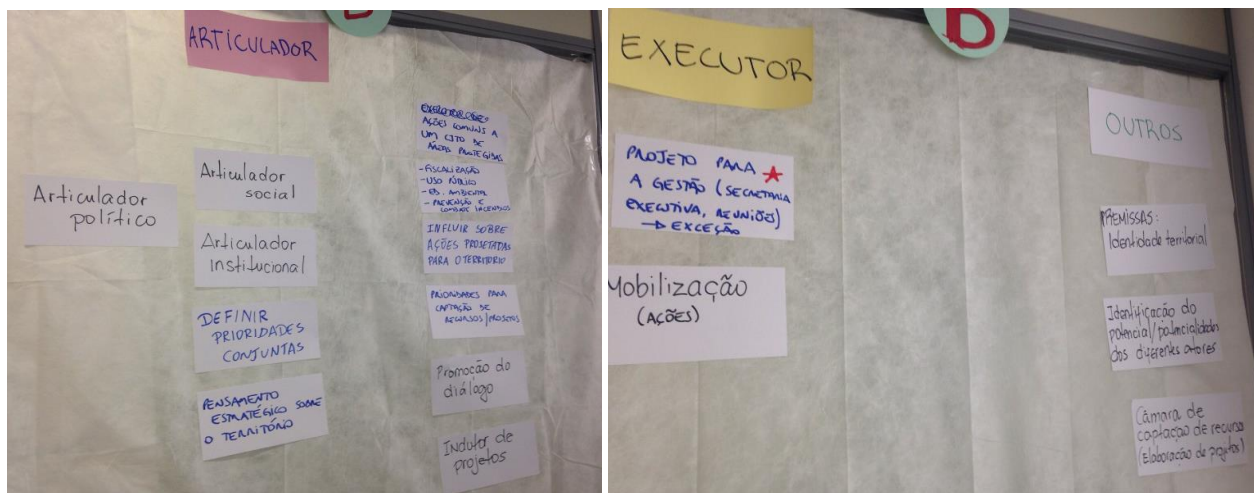 ARTICULADOR
Articulador
político
Articulador
social
Articulador
Institucional
DEFINIR
PRIORIDADES
CONJUNTAS
PENSAMENTO
ESTRATÉGICO SOBRE
O TERRITÓRIO
AÇÕES COMUNS A
UM CJTO DE
ÁREAS PROTEGIDAS
- FISCALIZAÇÃO
- USO PÚBLICO
- ED. AMBIENTAL
- PREVENÇÃO E
COMBATE INCÊNDIOS
INFLUIR SOBRE
AÇÕES PROJETADAS
PARA O TERRITÓRIO
PRIORIDADES PARA
CAPTAÇÃO DE
RECURSOS/PROJETOS
Promoção do
diálogo
Indutor de
projetos
D
EXECUTOR
PROJETO PARA
A GESTÃO (SECRETARIA
EXECUTIVA, REUNIÕES)
→ EXCEÇÃO
Mobilização
(AÇÕES)
OUTROS
PREMISSAS:
Identidade territorial
Identificação do
potencial/potencialidades
dos diferentes atores
Câmara de
captação de recurso
(Elaboração de projetos)